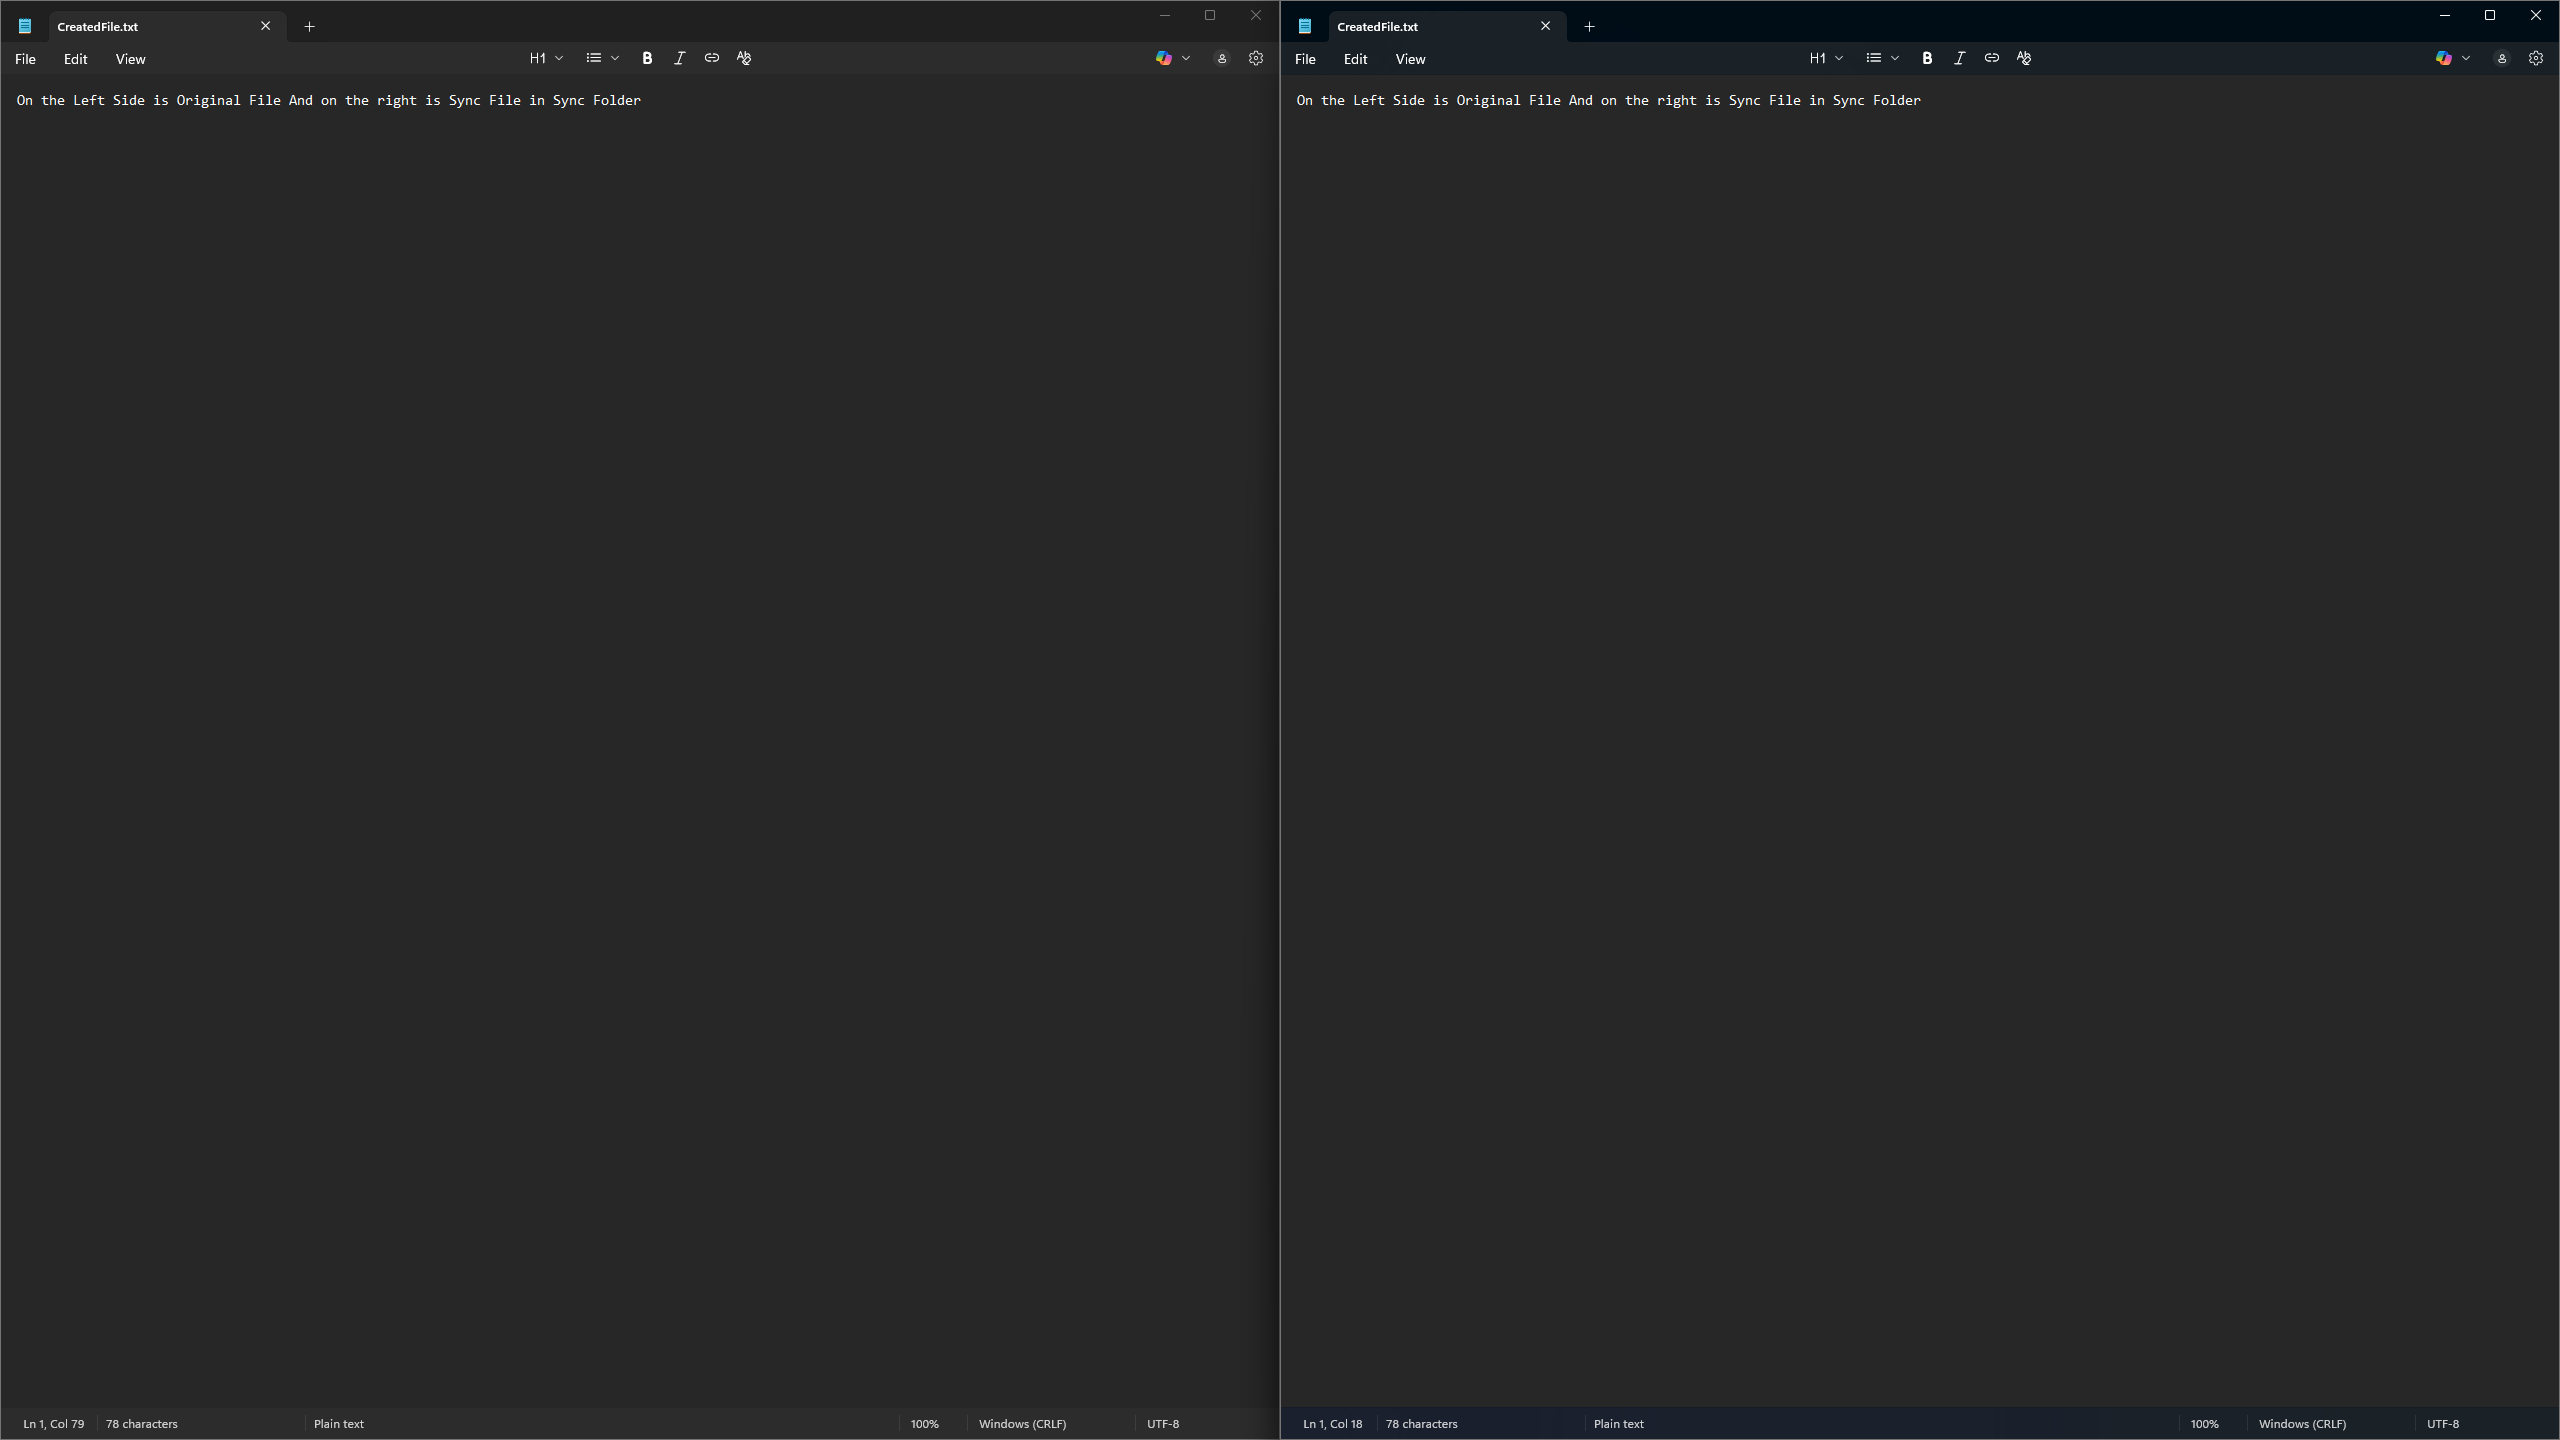 CreatedFile.txt
File Edit View H1 B I
On the Left Side is Original File And on the right is Sync File in Sync Folder
Ln 1, Col 79 78 characters Plain text 100% Windows (CRLF) UTF-8
CreatedFile.txt
File Edit View H1 B I
On the Left Side is Original File And on the right is Sync File in Sync Folder
Ln 1, Col 18 78 characters Plain text 100% Windows (CRLF) UTF-8